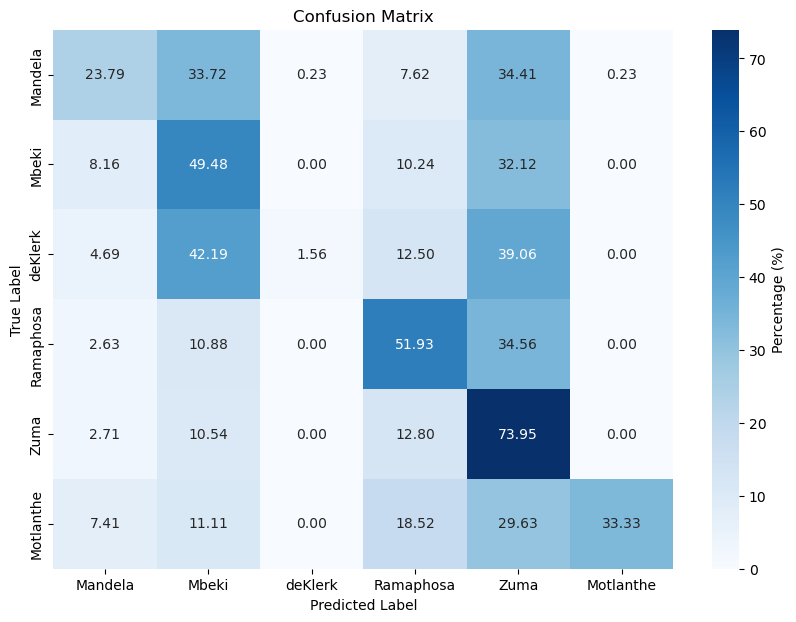 Confusion Matrix
True Label
Mandela 23.79 33.72 0.23 7.62 34.41 0.23
Mbeki 8.16 49.48 0.00 10.24 32.12 0.00
deKlerk 4.69 42.19 1.56 12.50 39.06 0.00
Ramaphosa 2.63 10.88 0.00 51.93 34.56 0.00
Zuma 2.71 10.54 0.00 12.80 73.95 0.00
Motlanthe 7.41 11.11 0.00 18.52 29.63 33.33
Mandela Mbeki deKlerk Ramaphosa Zuma Motlanthe
Predicted Label
70
60
50
40
30
20
10
0
Percentage (%)